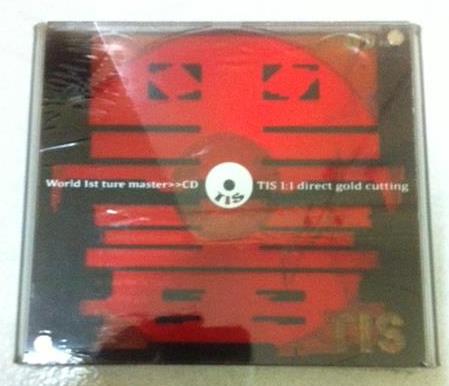 World 1st ture master>>CD TIS TIS 1:1 direct gold cutting
TIS